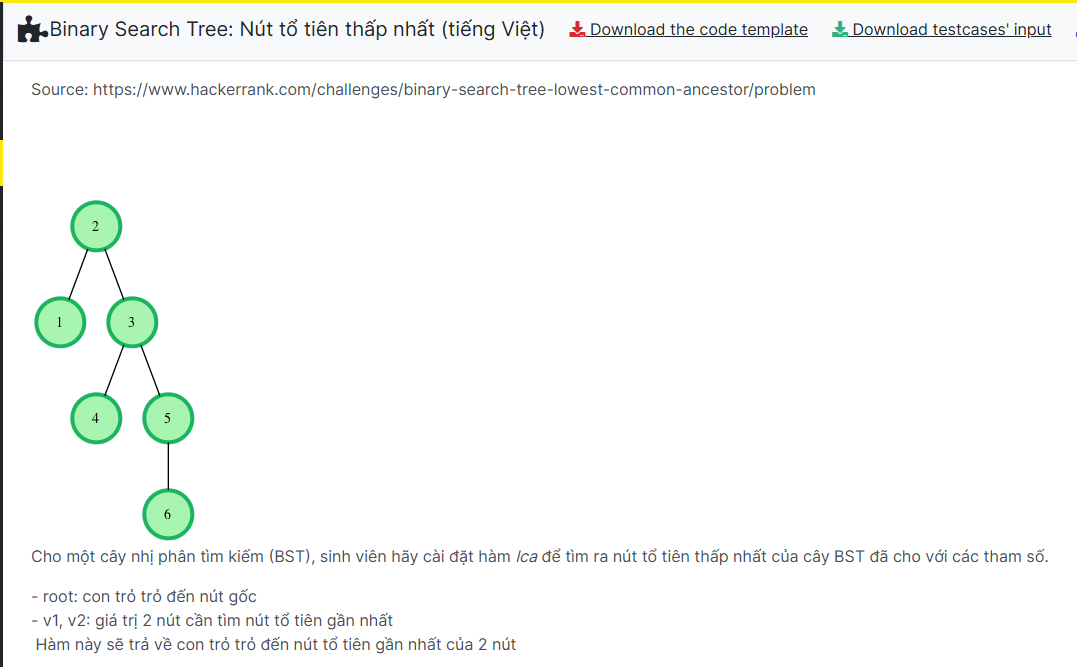 Binary Search Tree: Nút tổ tiên thấp nhất (tiếng Việt) Download the code template Download testcases' input
Source: https://www.hackerrank.com/challenges/binary-search-tree-lowest-common-ancestor/problem
2
1 3
4 5
6
Cho một cây nhị phân tìm kiếm (BST), sinh viên hãy cài đặt hàm lca để tìm ra nút tổ tiên thấp nhất của cây BST đã cho với các tham số.
- root: con trỏ trỏ đến nút gốc
- v1, v2: giá trị 2 nút cần tìm nút tổ tiên gần nhất
Hàm này sẽ trả về con trỏ trỏ đến nút tổ tiên gần nhất của 2 nút